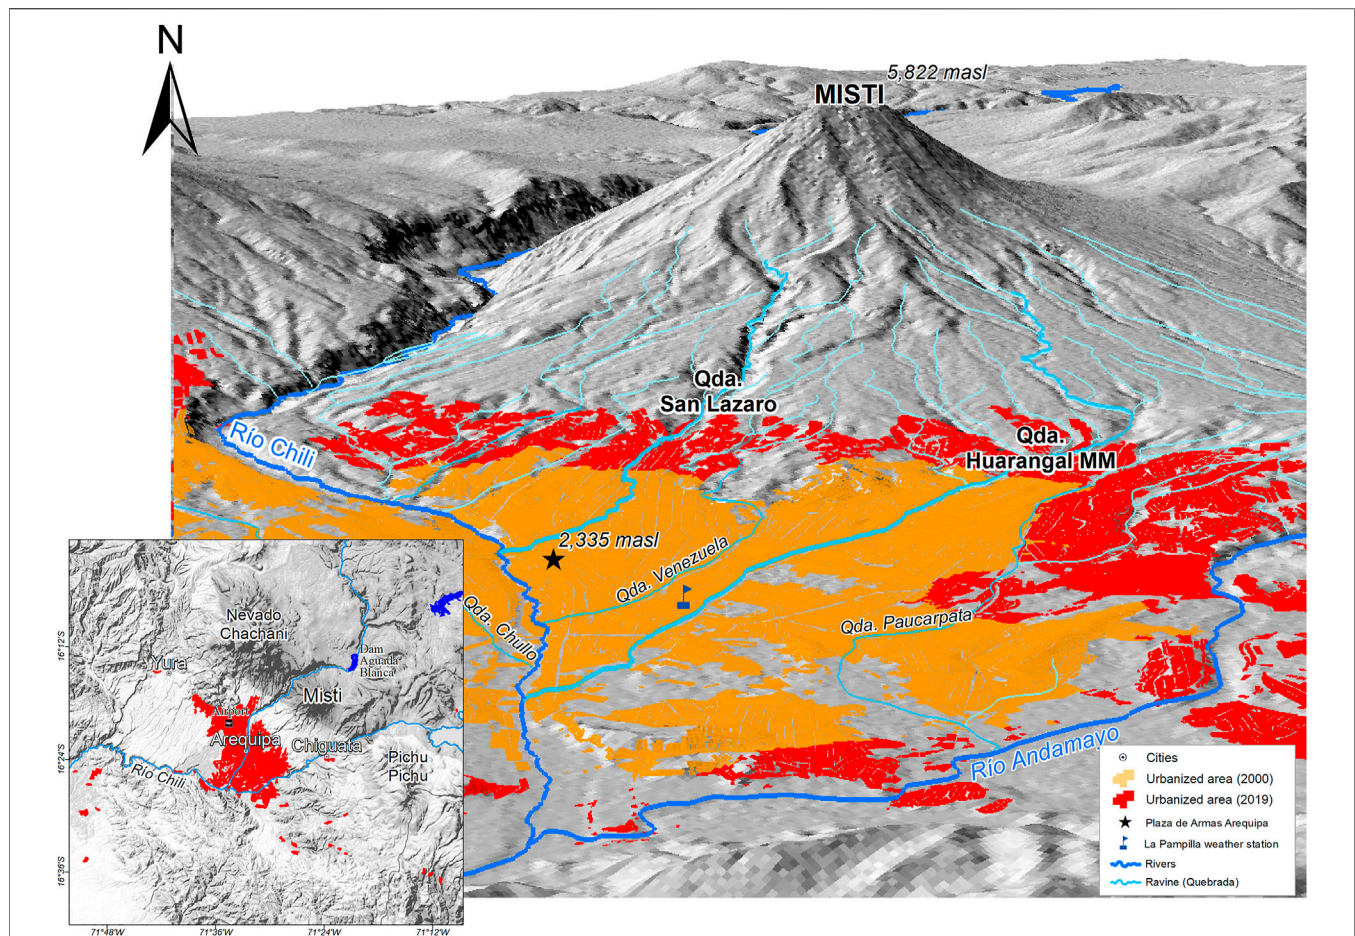 N
5,822 masl
MISTI
Qda.
San Lazaro
Río Chili
Qda.
Huarangal MM
2,335 masl
Qda. Venezuela
Qda. Chullo
Qda. Paucarpata
Río Andamayo
Nevado
Chachani
Yura
Dam
Aguada
Blanca
Misti
Airport
Arequipa
Chiguata
Pichu
Pichu
Río Chili
16°12'S
16°24'S
16°36'S
71°48'W
71°36'W
71°24'W
71°12'W
Cities
Urbanized area (2000)
Urbanized area (2019)
Plaza de Armas Arequipa
La Pampilla weather station
Rivers
Ravine (Quebrada)